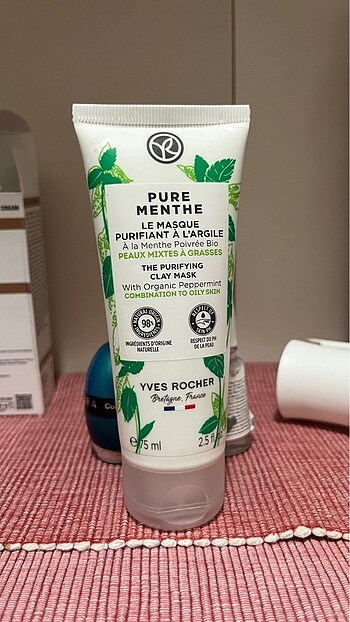 PURE
MENTHE
LE MASQUE
PURIFIANT À L'ARGILE
À la Menthe Poivrée Bio
PEAUX MIXTES À GRASSES
THE PURIFYING
CLAY MASK
With Organic Peppermint
COMBINATION TO OILY SKIN
98%
INGRÉDIENTS D'ORIGINE
NATURELLE
RESPECT DU PH
DE LA PEAU
YVES ROCHER
Bretagne, France
e 75 ml
2.5 fl
CREAM